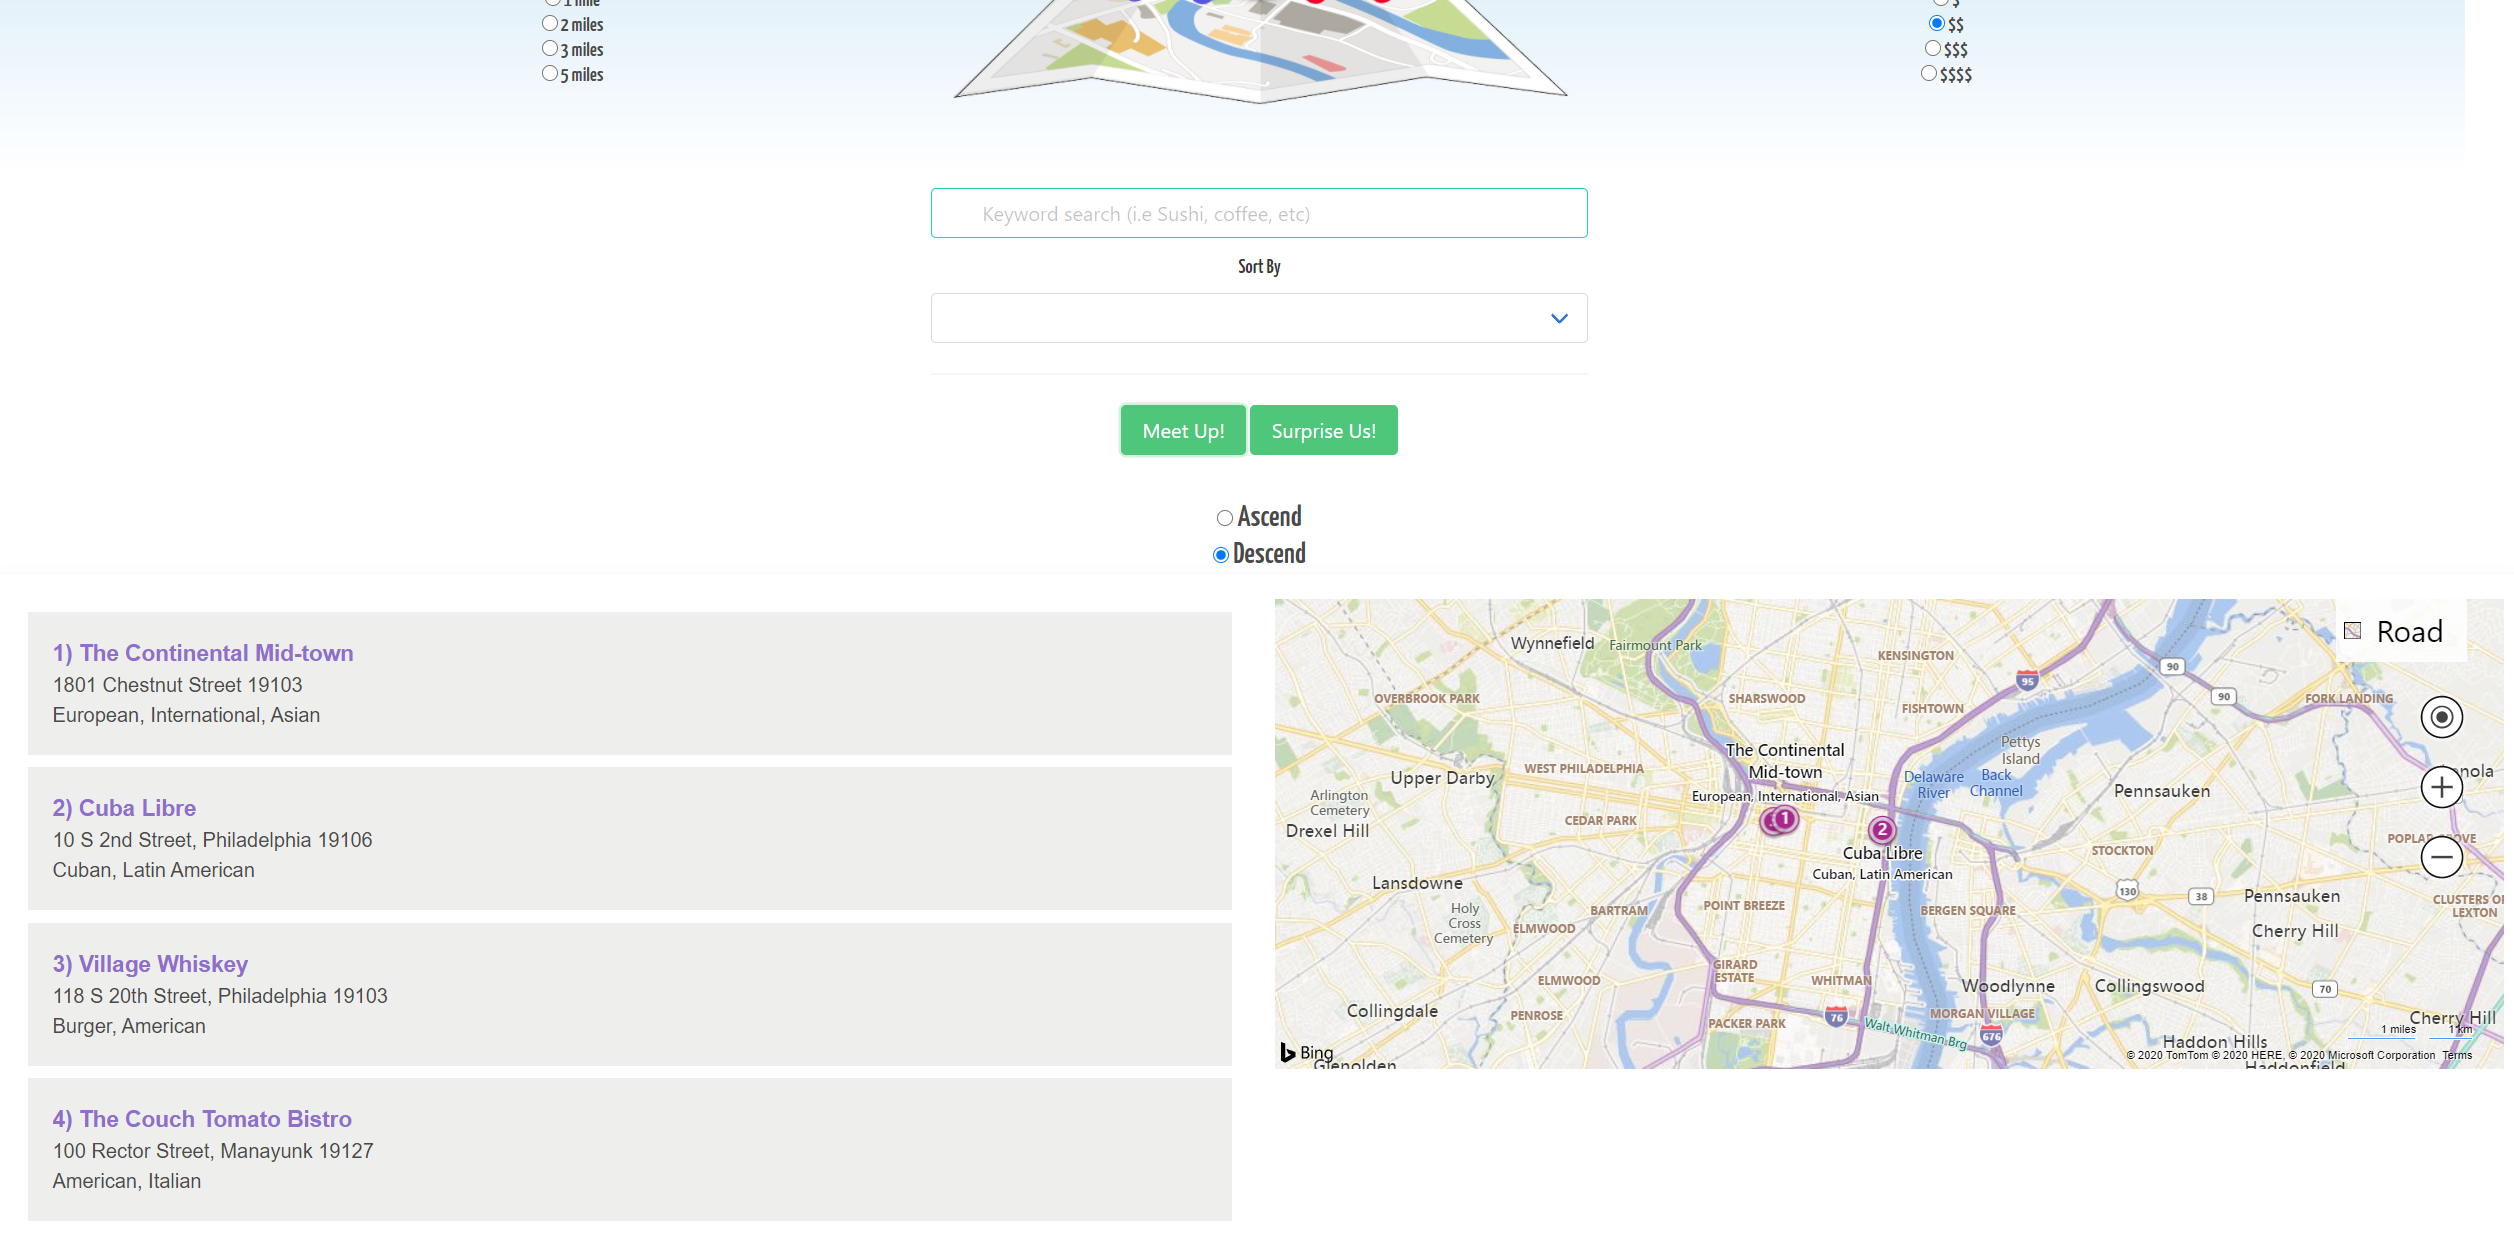 1 mile
2 miles
3 miles
5 miles
$
$$
$$$
$$$$
Keyword search (i.e Sushi, coffee, etc)
Sort By
Meet Up!
Surprise Us!
Ascend
Descend
1) The Continental Mid-town
1801 Chestnut Street 19103
European, International, Asian
2) Cuba Libre
10 S 2nd Street, Philadelphia 19106
Cuban, Latin American
3) Village Whiskey
118 S 20th Street, Philadelphia 19103
Burger, American
4) The Couch Tomato Bistro
100 Rector Street, Manayunk 19127
American, Italian
Road
Wynnefield
Fairmount Park
KENSINGTON
90
95
90
OVERBROOK PARK
SHARSWOOD
FISHTOWN
FORK LANDING
The Continental
Mid-town
European, International, Asian
Pettys
Island
WEST PHILADELPHIA
Upper Darby
Delaware
River
Back
Channel
Pennsauken
Arlington
Cemetery
Drexel Hill
CEDAR PARK
1
2
Cuba Libre
Cuban, Latin American
STOCKTON
Lansdowne
130
38
Pennsauken
CLUSTERS OF
LEXTON
Holy
Cross
Cemetery
BARTRAM
POINT BREEZE
BERGEN SQUARE
ELMWOOD
Cherry Hill
GIRARD
ESTATE
ELMWOOD
WHITMAN
Woodlynne
Collingswood
70
Collingdale
PENROSE
PACKER PARK
76
Walt Whitman Brg
MORGAN VILLAGE
676
Cherry Hill
1 miles
1 km
Haddon Hills
Bing
© 2020 TomTom © 2020 HERE, © 2020 Microsoft Corporation Terms
Glenolden
Haddonfield